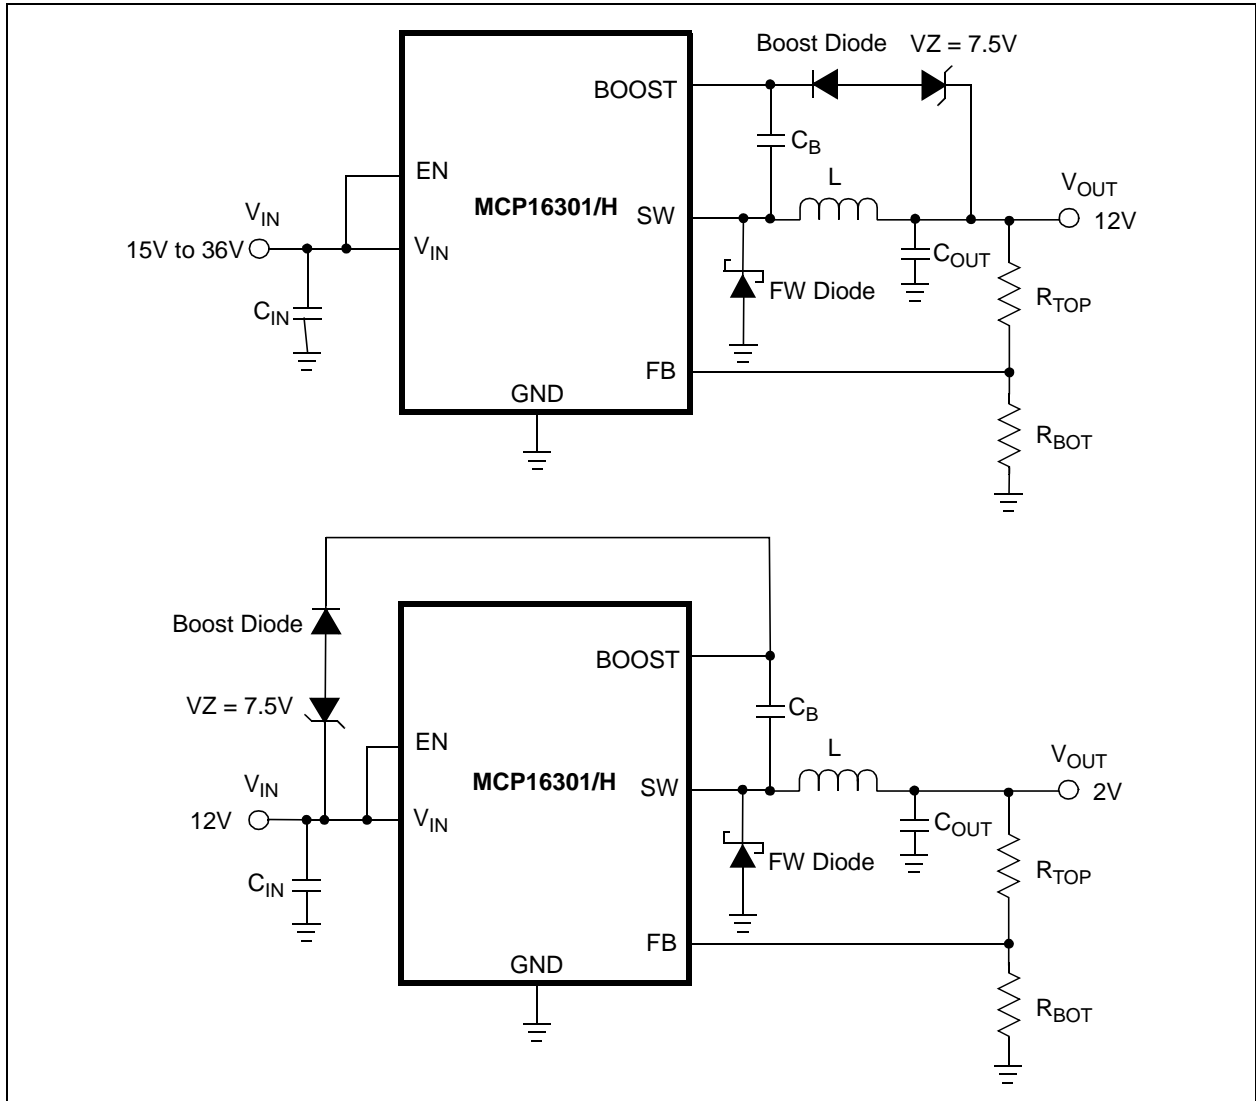 Boost Diode VZ = 7.5V
BOOST
C_B
EN
L
V_OUT
MCP16301/H
SW
12V
V_IN
15V to 36V
V_IN
C_OUT
FW Diode
R_TOP
C_IN
FB
GND
R_BOT
Boost Diode
BOOST
VZ = 7.5V
C_B
EN
L
V_OUT
MCP16301/H
SW
2V
V_IN
12V
V_IN
C_OUT
FW Diode
R_TOP
C_IN
FB
GND
R_BOT